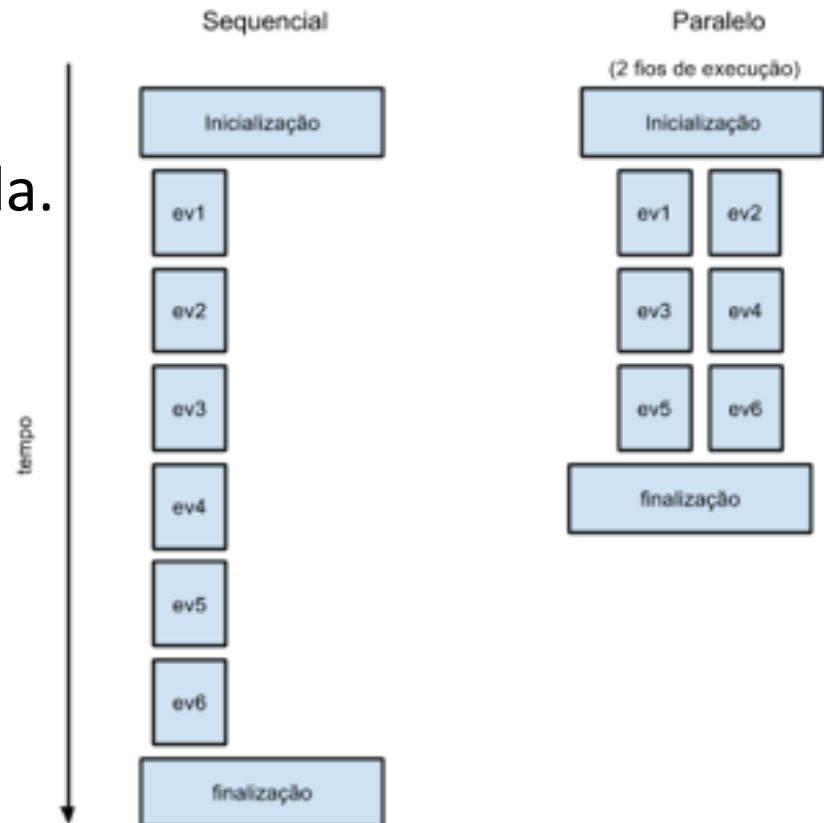 Sequencial
Paralelo
(2 fios de execução)
Inicialização
Inicialização
la.
ev1
ev1
ev2
ev2
ev3
ev4
ev3
ev5
ev6
tempo
ev4
finalização
ev5
ev6
finalização